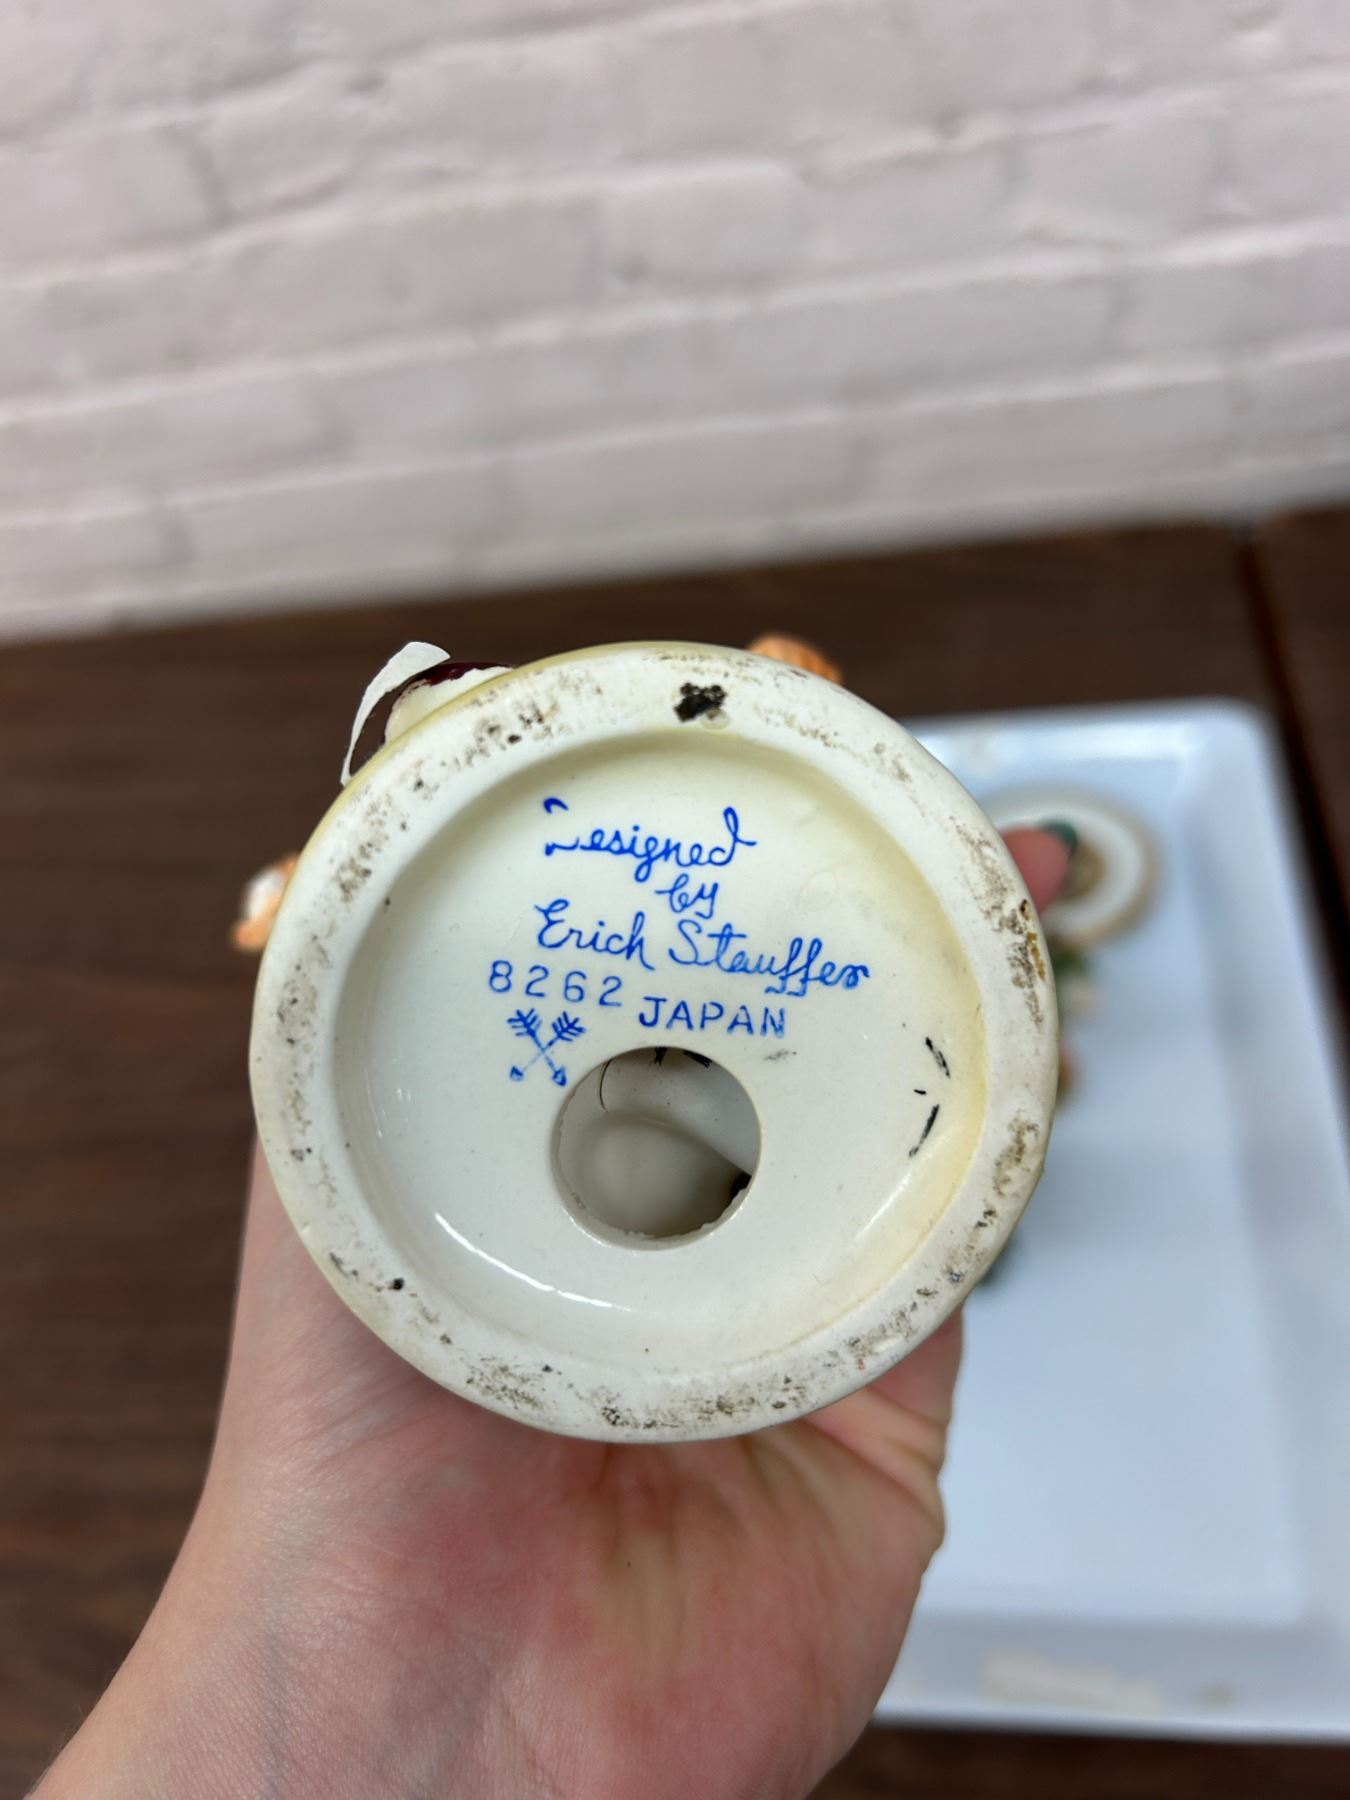 Designed
by
Erich Stauffer
8262 JAPAN